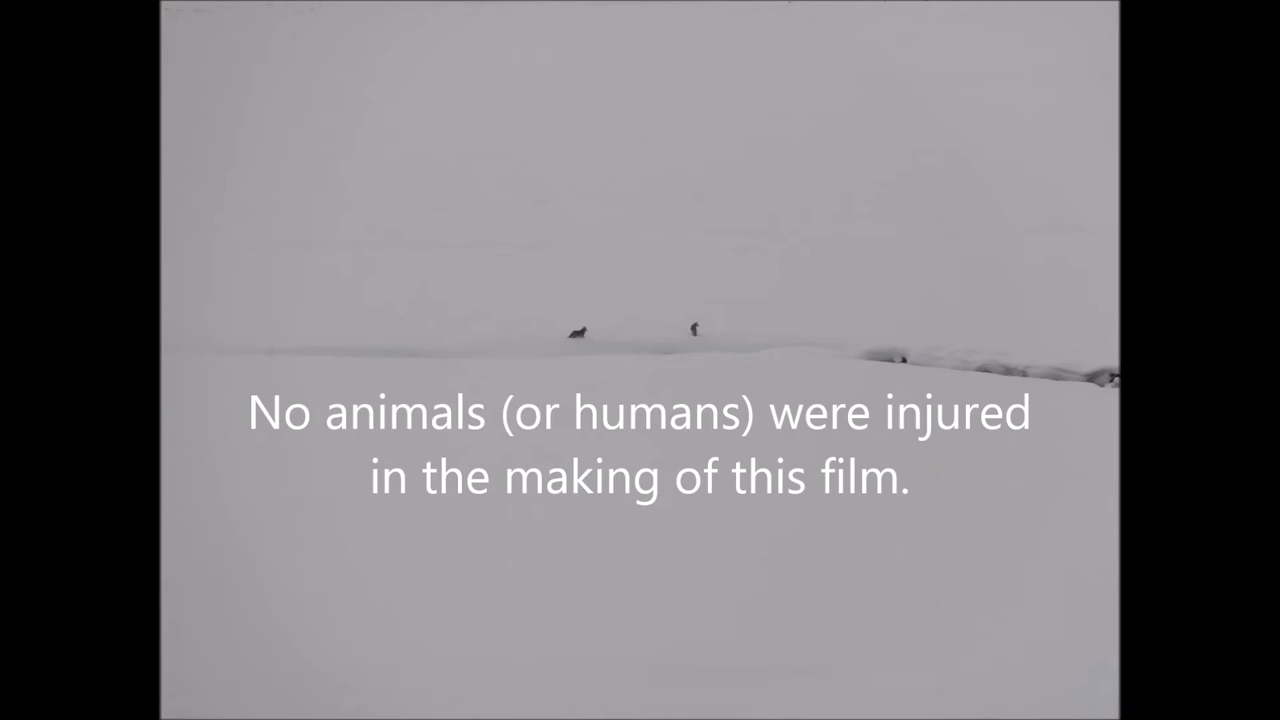 No animals (or humans) were injured
in the making of this film.